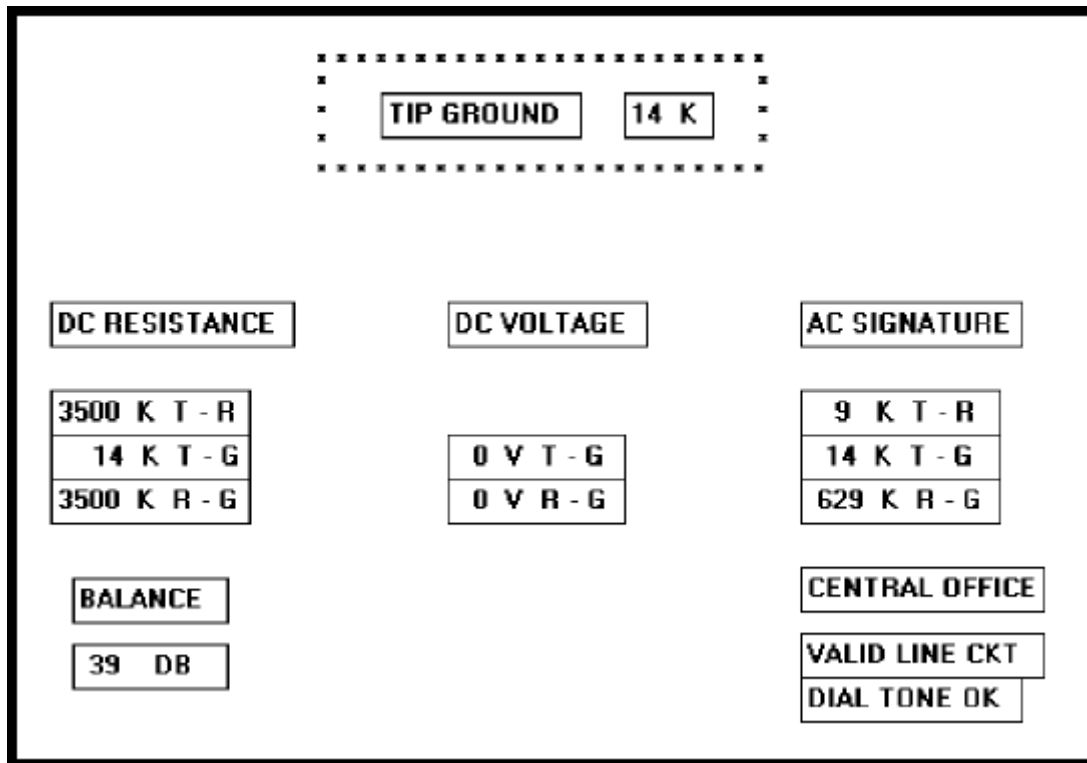 TIP GROUND 14 K
DC RESISTANCE DC VOLTAGE AC SIGNATURE
3500 K T - R 9 K T - R
14 K T - G 0 V T - G 14 K T - G
3500 K R - G 0 V R - G 629 K R - G
BALANCE CENTRAL OFFICE
39 DB VALID LINE CKT
DIAL TONE OK